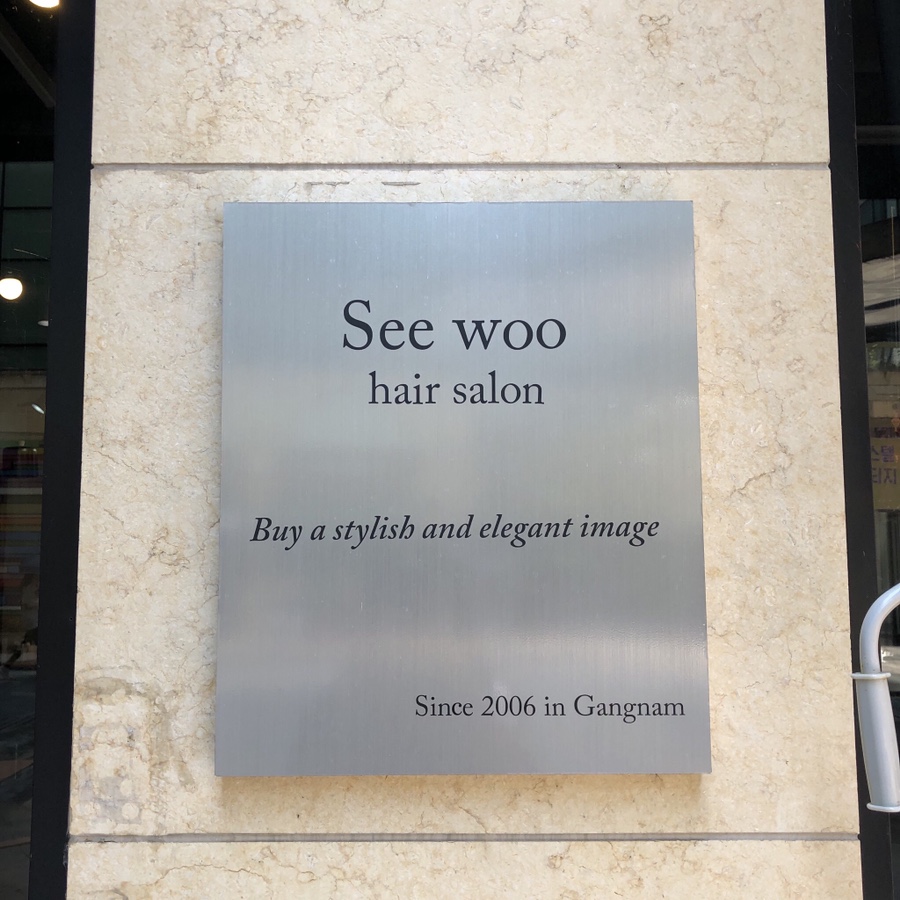 See woo
hair salon
Buy a stylish and elegant image
Since 2006 in Gangnam